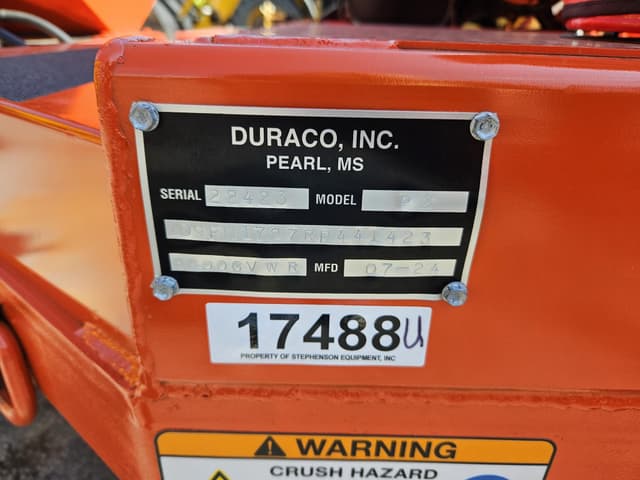 DURACO, INC.
PEARL, MS
SERIAL 22423 MODEL
GVWR MFD 07-24
17488U
PROPERTY OF STEPHENSON EQUIPMENT, INC
WARNING
CRUSH HAZARD